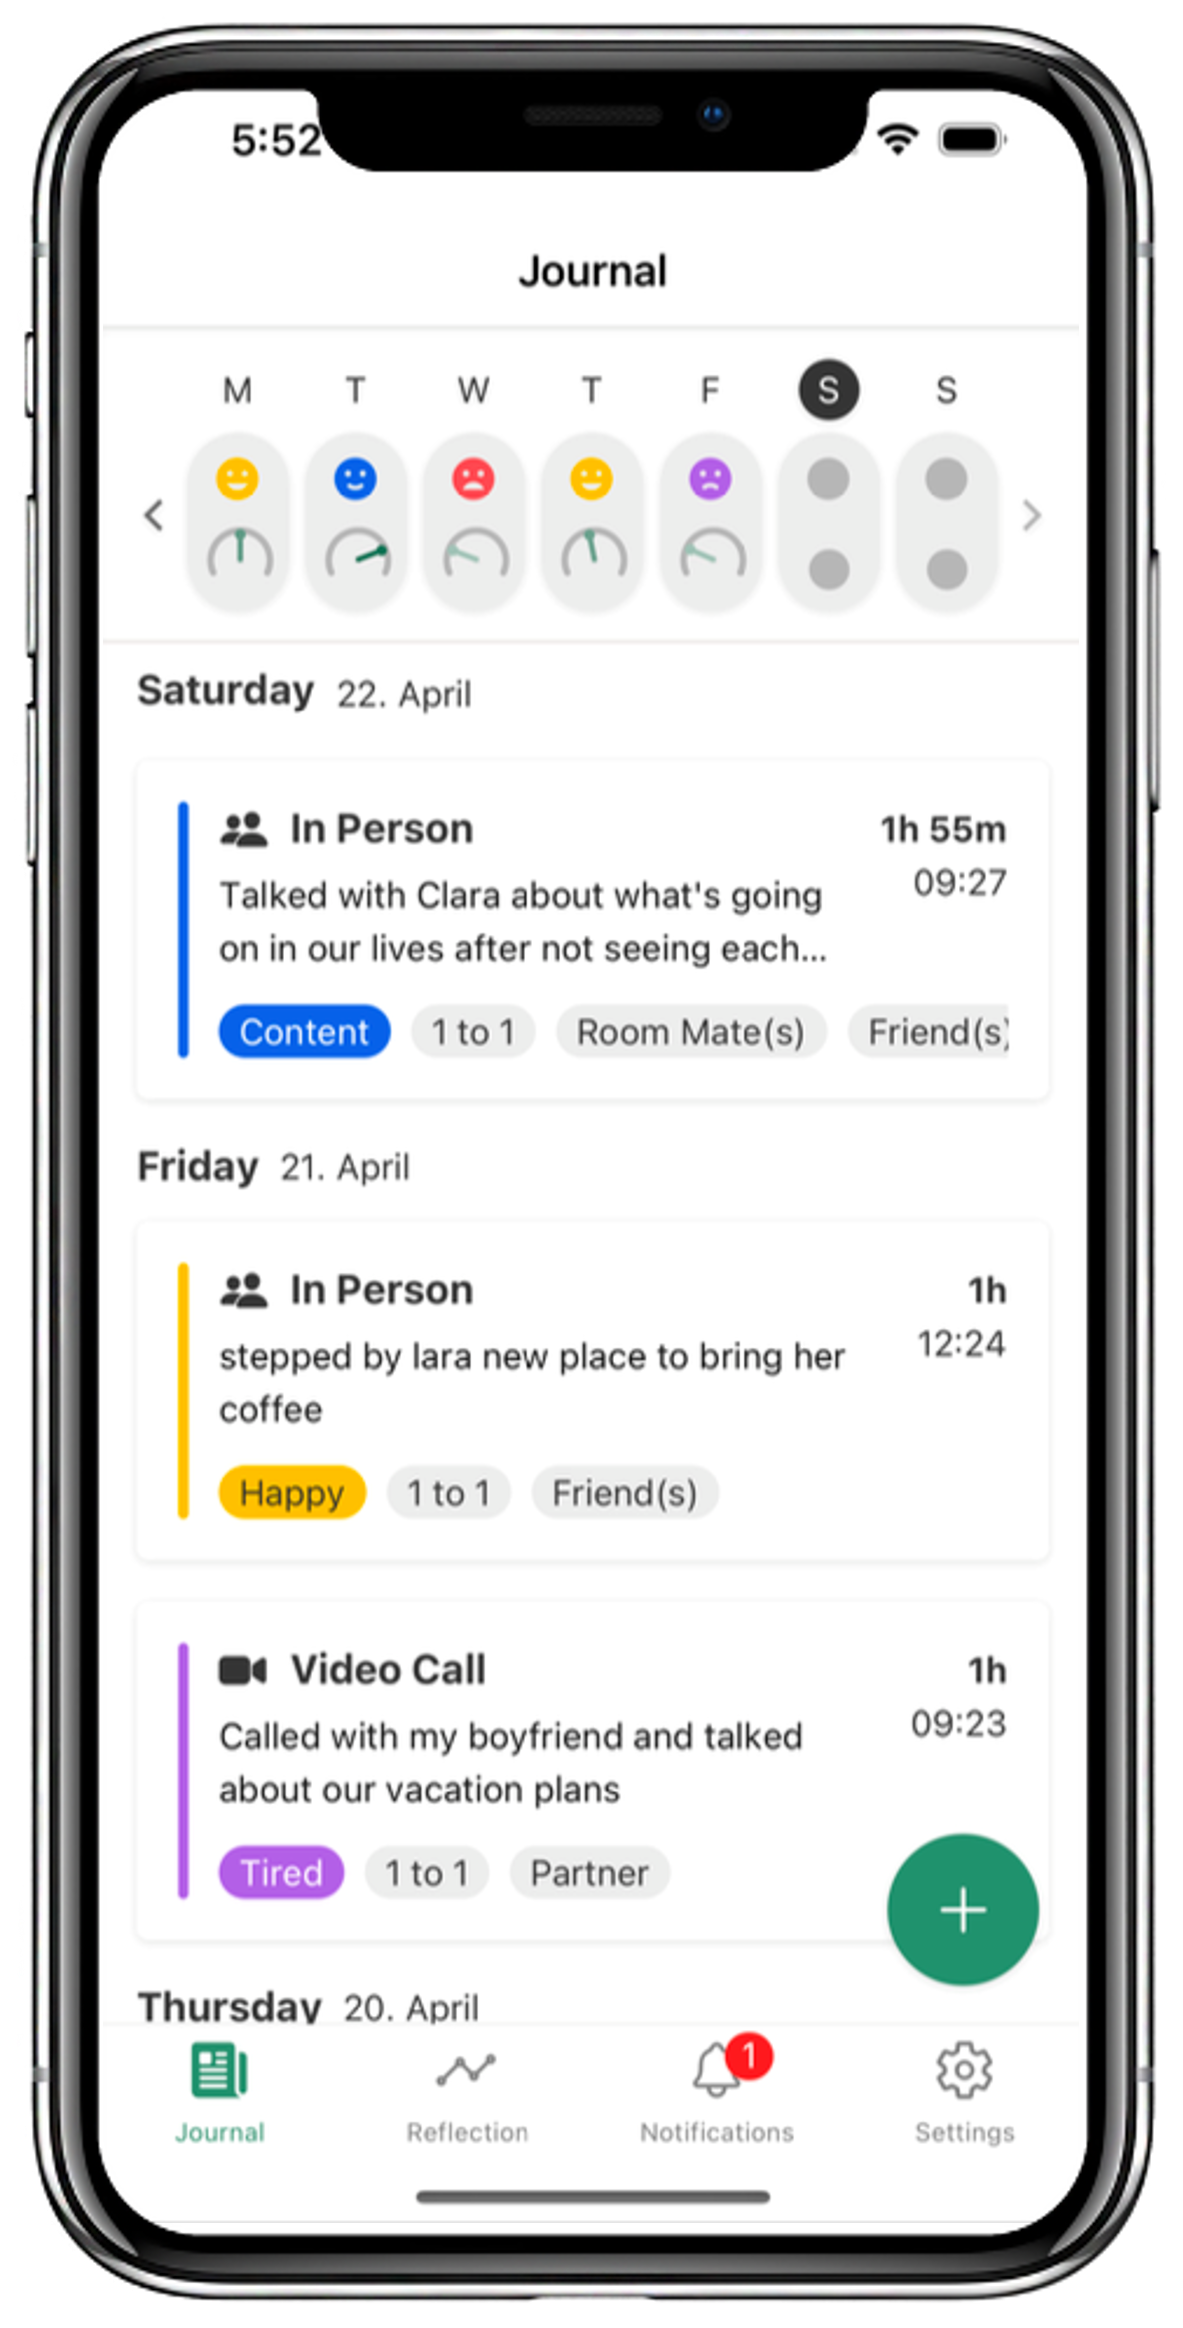 5:52
Journal
M T W T F S S
Saturday 22. April
In Person 1h 55m
Talked with Clara about what's going 09:27
on in our lives after not seeing each...
Content 1 to 1 Room Mate(s) Friend(s)
Friday 21. April
In Person 1h
stepped by lara new place to bring her 12:24
coffee
Happy 1 to 1 Friend(s)
Video Call 1h
Called with my boyfriend and talked 09:23
about our vacation plans
Tired 1 to 1 Partner
+
Thursday 20. April
1
Journal Reflection Notifications Settings